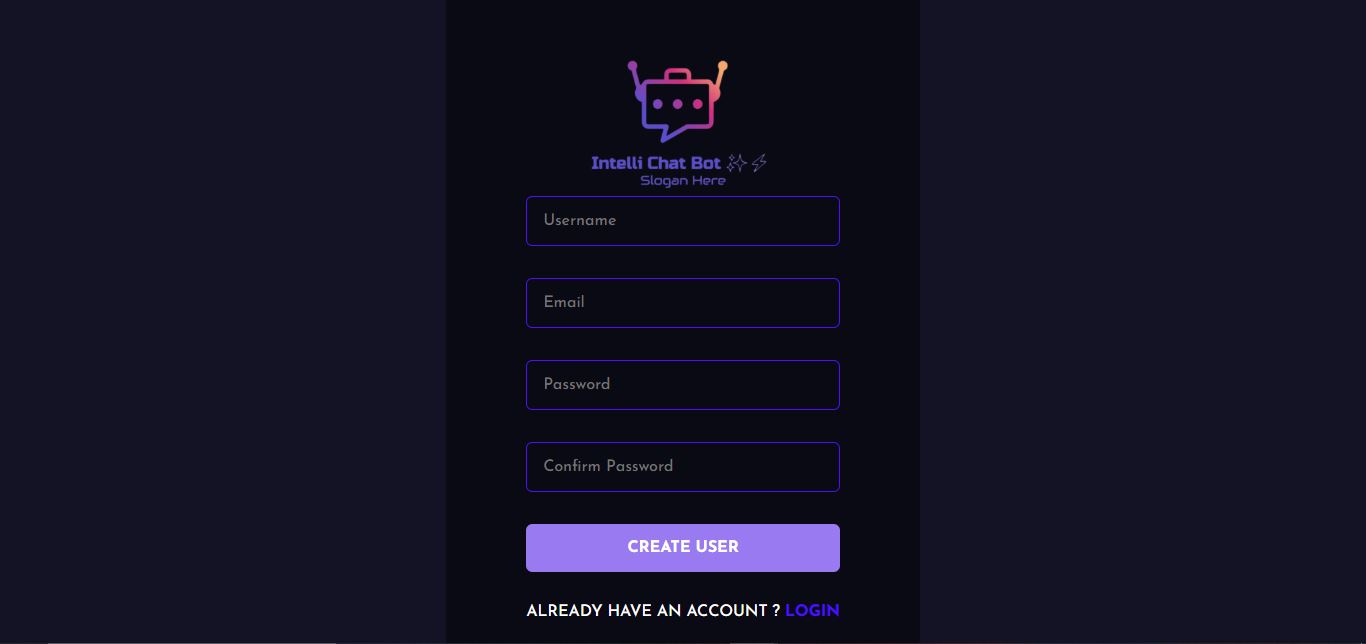 Intelli Chat Bot ✨⚡
Slogan Here
Username
Email
Password
Confirm Password
CREATE USER
ALREADY HAVE AN ACCOUNT ? LOGIN